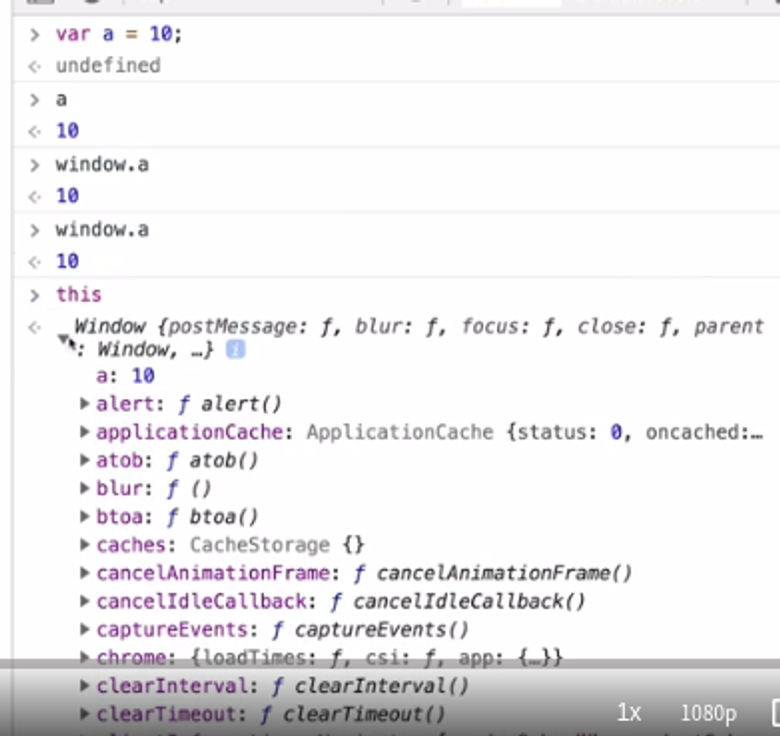 > var a = 10;
<· undefined
> a
<· 10
> window.a
<· 10
> window.a
<· 10
> this
<· Window {postMessage: ƒ, blur: ƒ, focus: ƒ, close: ƒ, parent
: Window, …} i
a: 10
▶ alert: ƒ alert()
▶ applicationCache: ApplicationCache {status: 0, oncached:…
▶ atob: ƒ atob()
▶ blur: ƒ ()
▶ btoa: ƒ btoa()
▶ caches: CacheStorage {}
▶ cancelAnimationFrame: ƒ cancelAnimationFrame()
▶ cancelIdleCallback: ƒ cancelIdleCallback()
▶ captureEvents: ƒ captureEvents()
▶ chrome: {loadTimes: ƒ, csi: ƒ, app: {…}}
▶ clearInterval: ƒ clearInterval()
▶ clearTimeout: ƒ clearTimeout()
1x 1080p